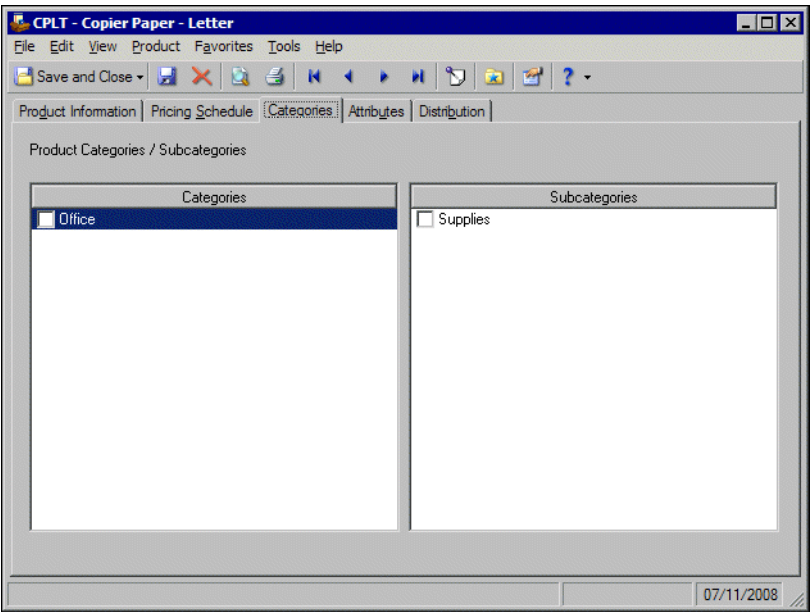 CPLT - Copier Paper - Letter
File Edit View Product Favorites Tools Help
Save and Close ?
Product Information Pricing Schedule Categories Attributes Distribution
Product Categories / Subcategories
Categories Subcategories
Office Supplies
07/11/2008